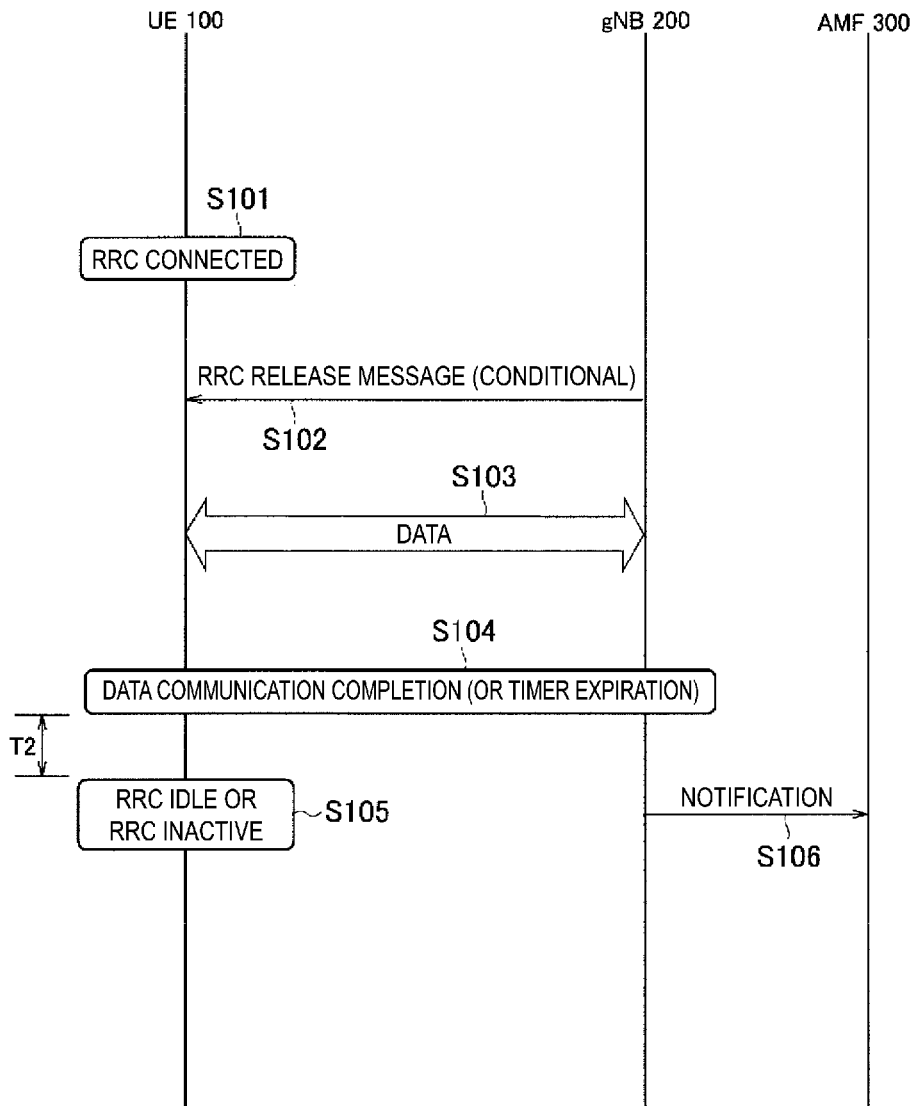 UE 100
gNB 200
AMF 300
S101
RRC CONNECTED
RRC RELEASE MESSAGE (CONDITIONAL)
S102
S103
DATA
S104
DATA COMMUNICATION COMPLETION (OR TIMER EXPIRATION)
T2
RRC IDLE OR
RRC INACTIVE
S105
NOTIFICATION
S106